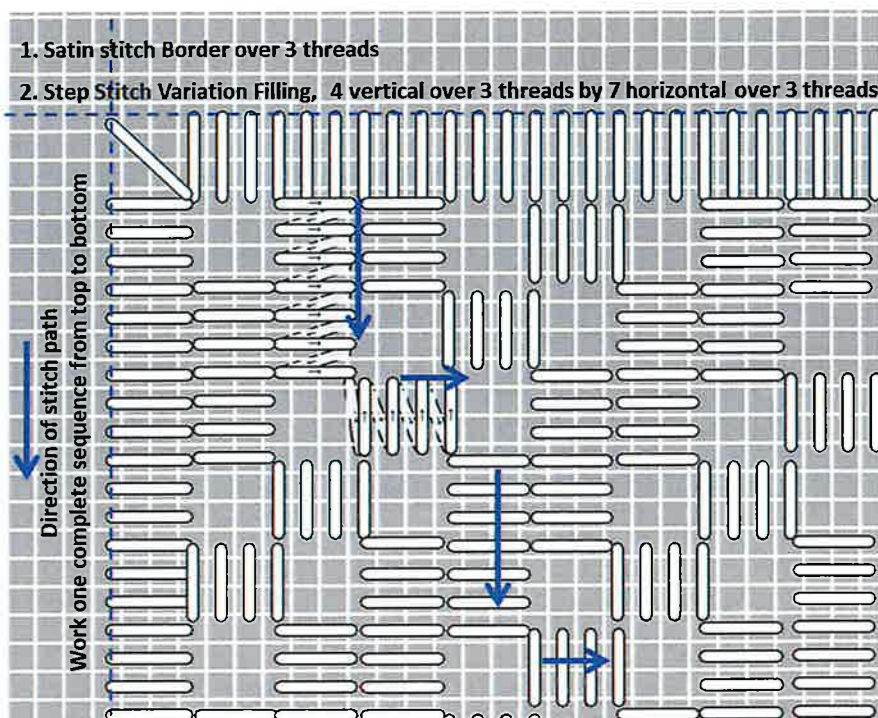 1. Satin stitch Border over 3 threads
2. Step Stitch Variation Filling, 4 vertical over 3 threads by 7 horizontal over 3 threads
Direction of stitch path
Work one complete sequence from top to bottom